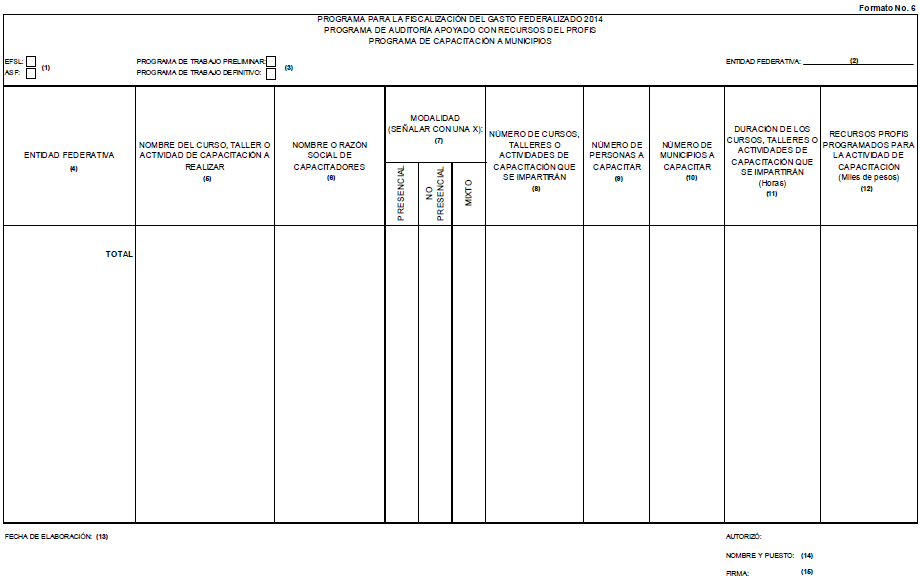 Formato No. 6
PROGRAMA PARA LA FISCALIZACIÓN DEL GASTO FEDERALIZADO 2014
PROGRAMA DE AUDITORÍA APOYADO CON RECURSOS DEL PROFIS
PROGRAMA DE CAPACITACIÓN A MUNICIPIOS
EFSL: (1) PROGRAMA DE TRABAJO PRELIMINAR: (3) ENTIDAD FEDERATIVA: (2)
ASF: PROGRAMA DE TRABAJO DEFINITIVO:
ENTIDAD FEDERATIVA
(4)
NOMBRE DEL CURSO, TALLER O
ACTIVIDAD DE CAPACITACIÓN A
REALIZAR
(5)
NOMBRE O RAZÓN
SOCIAL DE
CAPACITADORES
(6)
MODALIDAD
(SEÑALAR CON UNA X):
(7)
PRESENCIAL
NO
PRESENCIAL
MIXTO
NÚMERO DE CURSOS,
TALLERES O
ACTIVIDADES DE
CAPACITACIÓN QUE
SE IMPARTIRÁN
(8)
NÚMERO DE
PERSONAS A
CAPACITAR
(9)
NÚMERO DE
MUNICIPIOS A
CAPACITAR
(10)
DURACIÓN DE LOS
CURSOS, TALLERES O
ACTIVIDADES DE
CAPACITACIÓN QUE
SE IMPARTIRÁN
(Horas)
(11)
RECURSOS PROFIS
PROGRAMADOS PARA
LA ACTIVIDAD DE
CAPACITACIÓN
(Miles de pesos)
(12)
TOTAL
FECHA DE ELABORACIÓN: (13)
AUTORIZÓ:
NOMBRE Y PUESTO: (14)
FIRMA: (15)